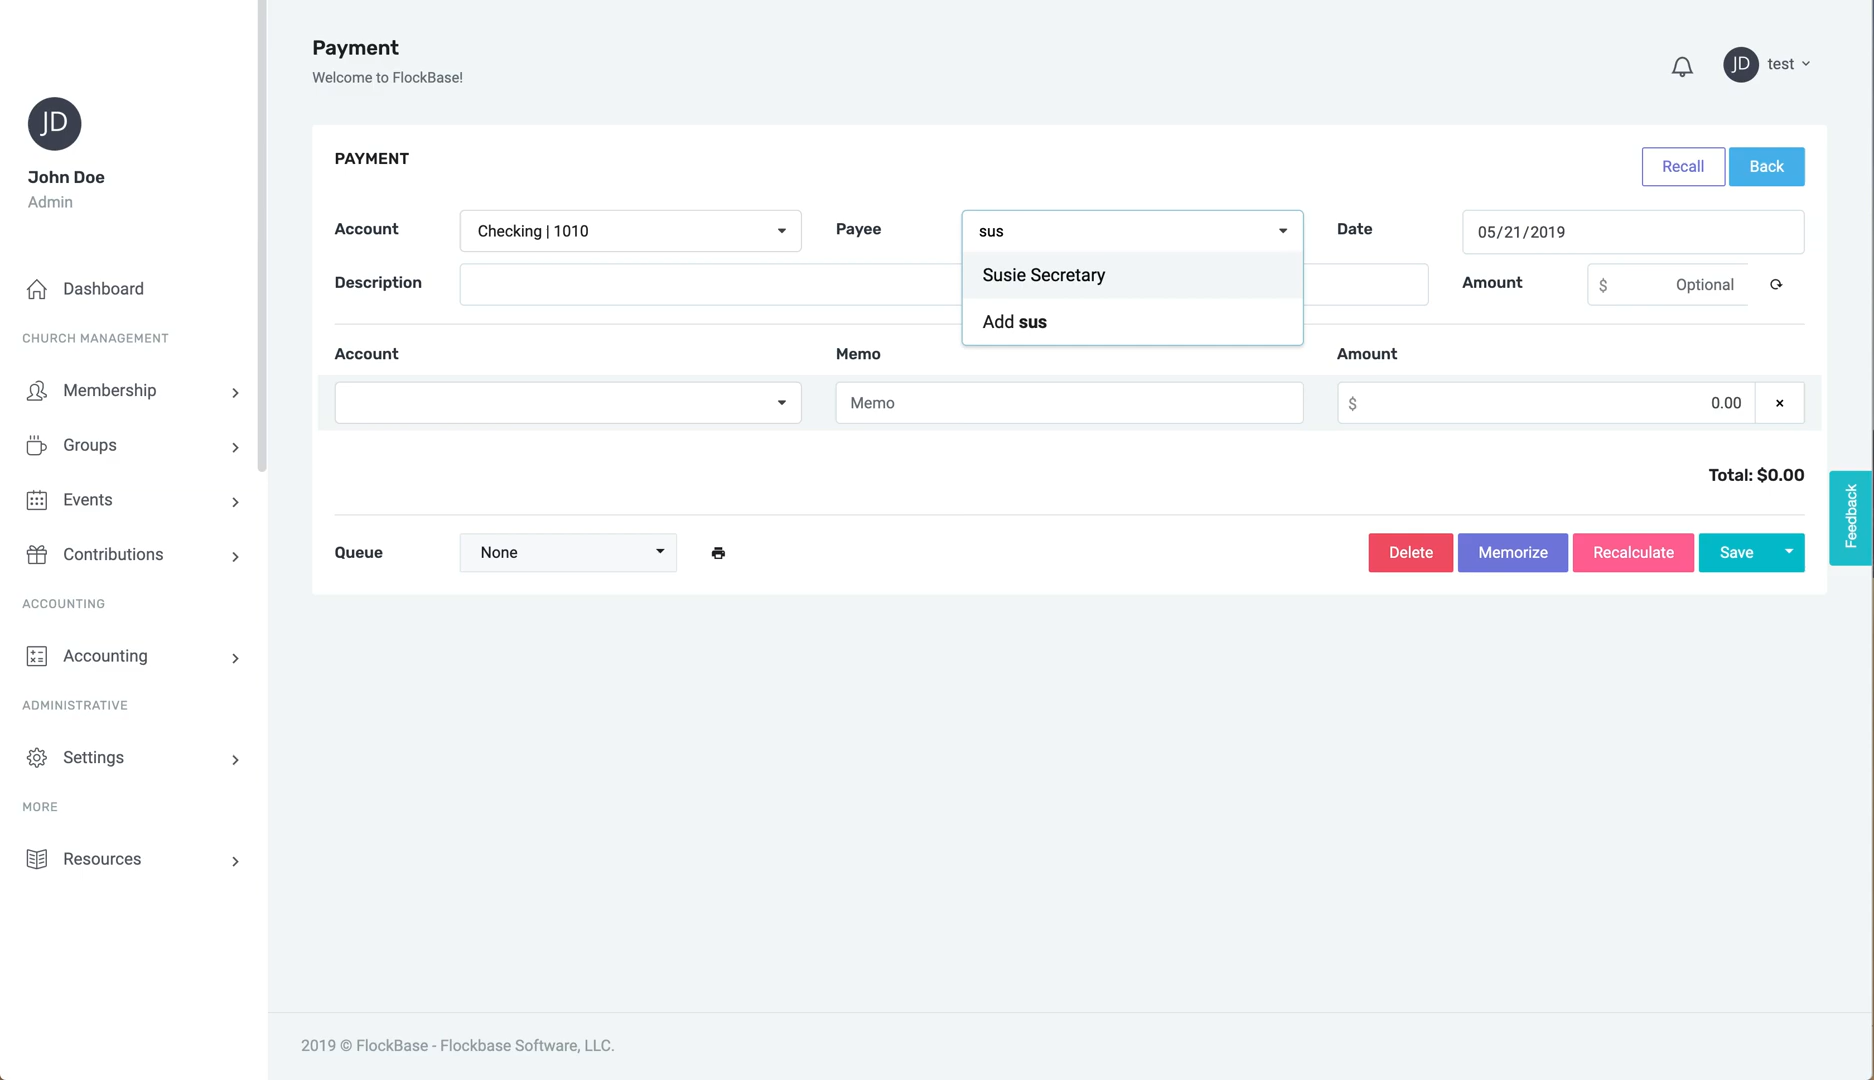 Payment
Welcome to FlockBase!
JD
test
JD
John Doe
Admin
Dashboard
CHURCH MANAGEMENT
Membership
Groups
Events
Contributions
ACCOUNTING
Accounting
ADMINISTRATIVE
Settings
MORE
Resources
PAYMENT
Recall
Back
Account
Checking | 1010
Payee
sus
Date
05/21/2019
Susie Secretary
Add sus
Description
Amount
$
Optional
Account
Memo
Amount
Memo
$
0.00
×
Total: $0.00
Queue
None
Delete
Memorize
Recalculate
Save
Feedback
2019 © FlockBase - Flockbase Software, LLC.